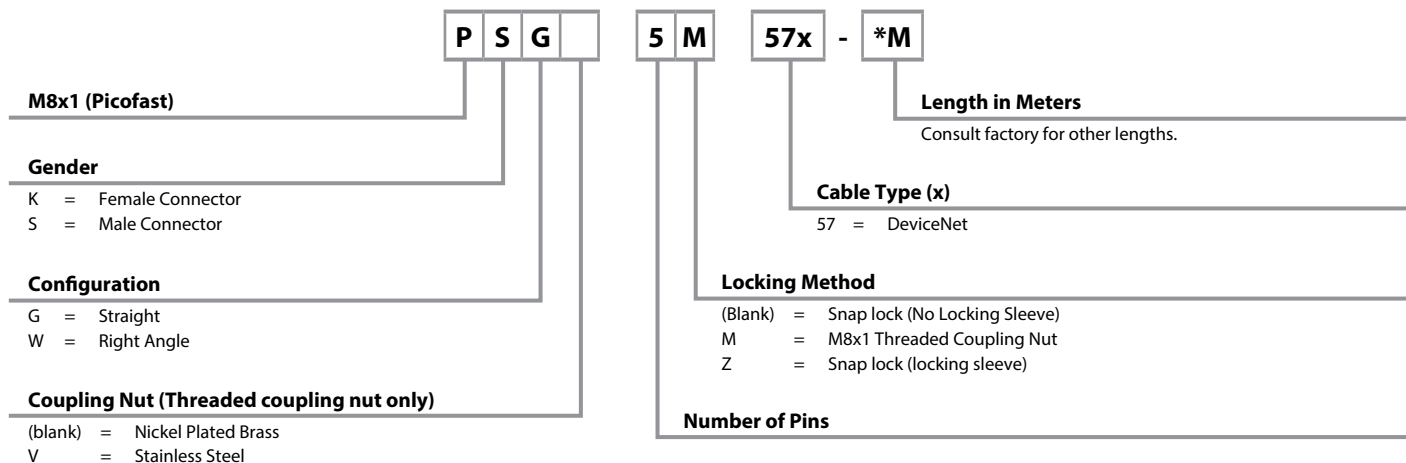 P S G 5 M 57x - *M
M8x1 (Picofast)
Gender
K = Female Connector
S = Male Connector
Configuration
G = Straight
W = Right Angle
Coupling Nut (Threaded coupling nut only)
(blank) = Nickel Plated Brass
V = Stainless Steel
Length in Meters
Consult factory for other lengths.
Cable Type (x)
57 = DeviceNet
Locking Method
(Blank) = Snap lock (No Locking Sleeve)
M = M8x1 Threaded Coupling Nut
Z = Snap lock (locking sleeve)
Number of Pins